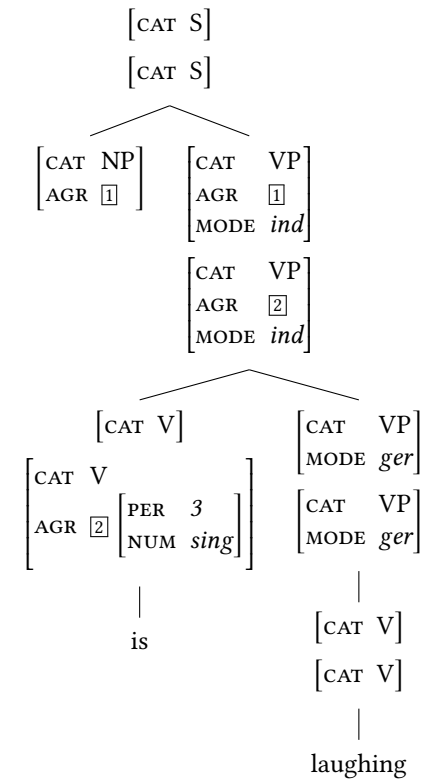 [CAT S]
[CAT S]
[CAT NP] [CAT VP]
[AGR 1] [AGR 1]
[MODE ind]
[CAT VP]
[AGR 2]
[MODE ind]
[CAT V] [CAT VP]
[MODE ger]
[CAT V] [CAT VP]
[AGR 2 [PER 3] [MODE ger]
[NUM sing]]
is [CAT V]
[CAT V]
laughing